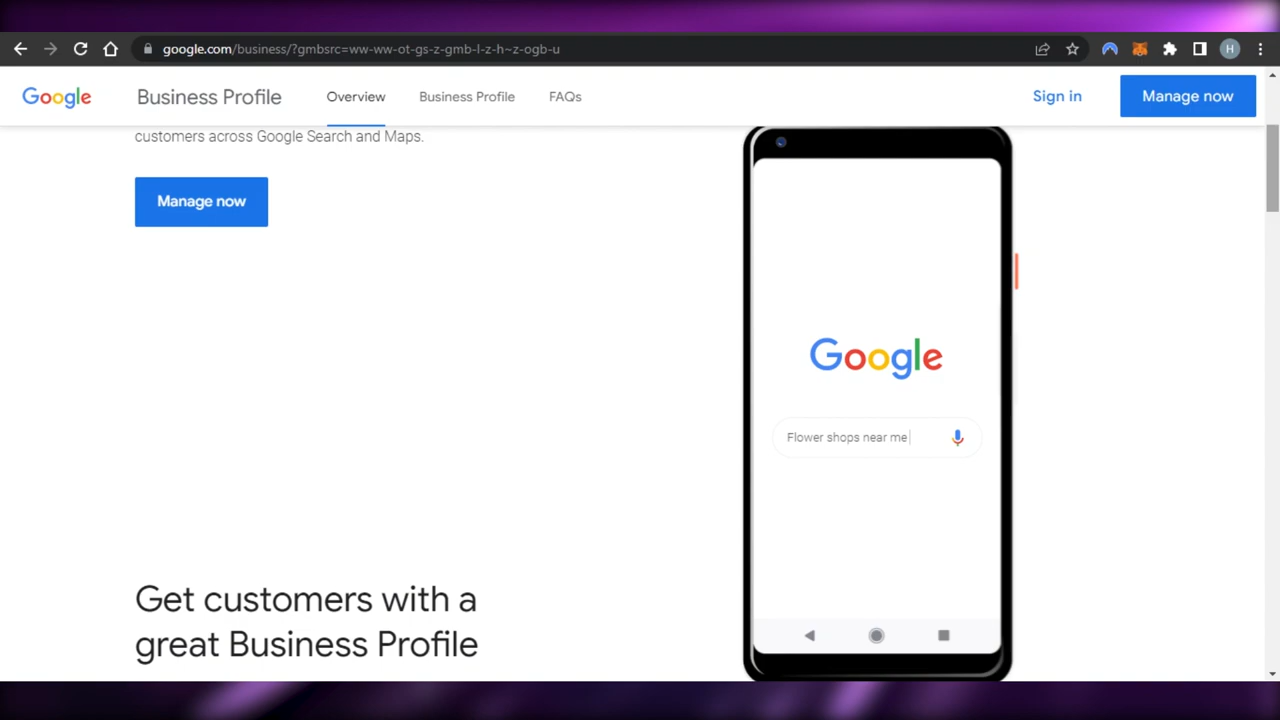 google.com/business/?gmbsrc=ww-ww-ot-gs-z-gmb-l-z-h~z-ogb-u
H
Google Business Profile Overview Business Profile FAQs Sign in Manage now
customers across Google Search and Maps.
Manage now
Google
Flower shops near me
Get customers with a
great Business Profile